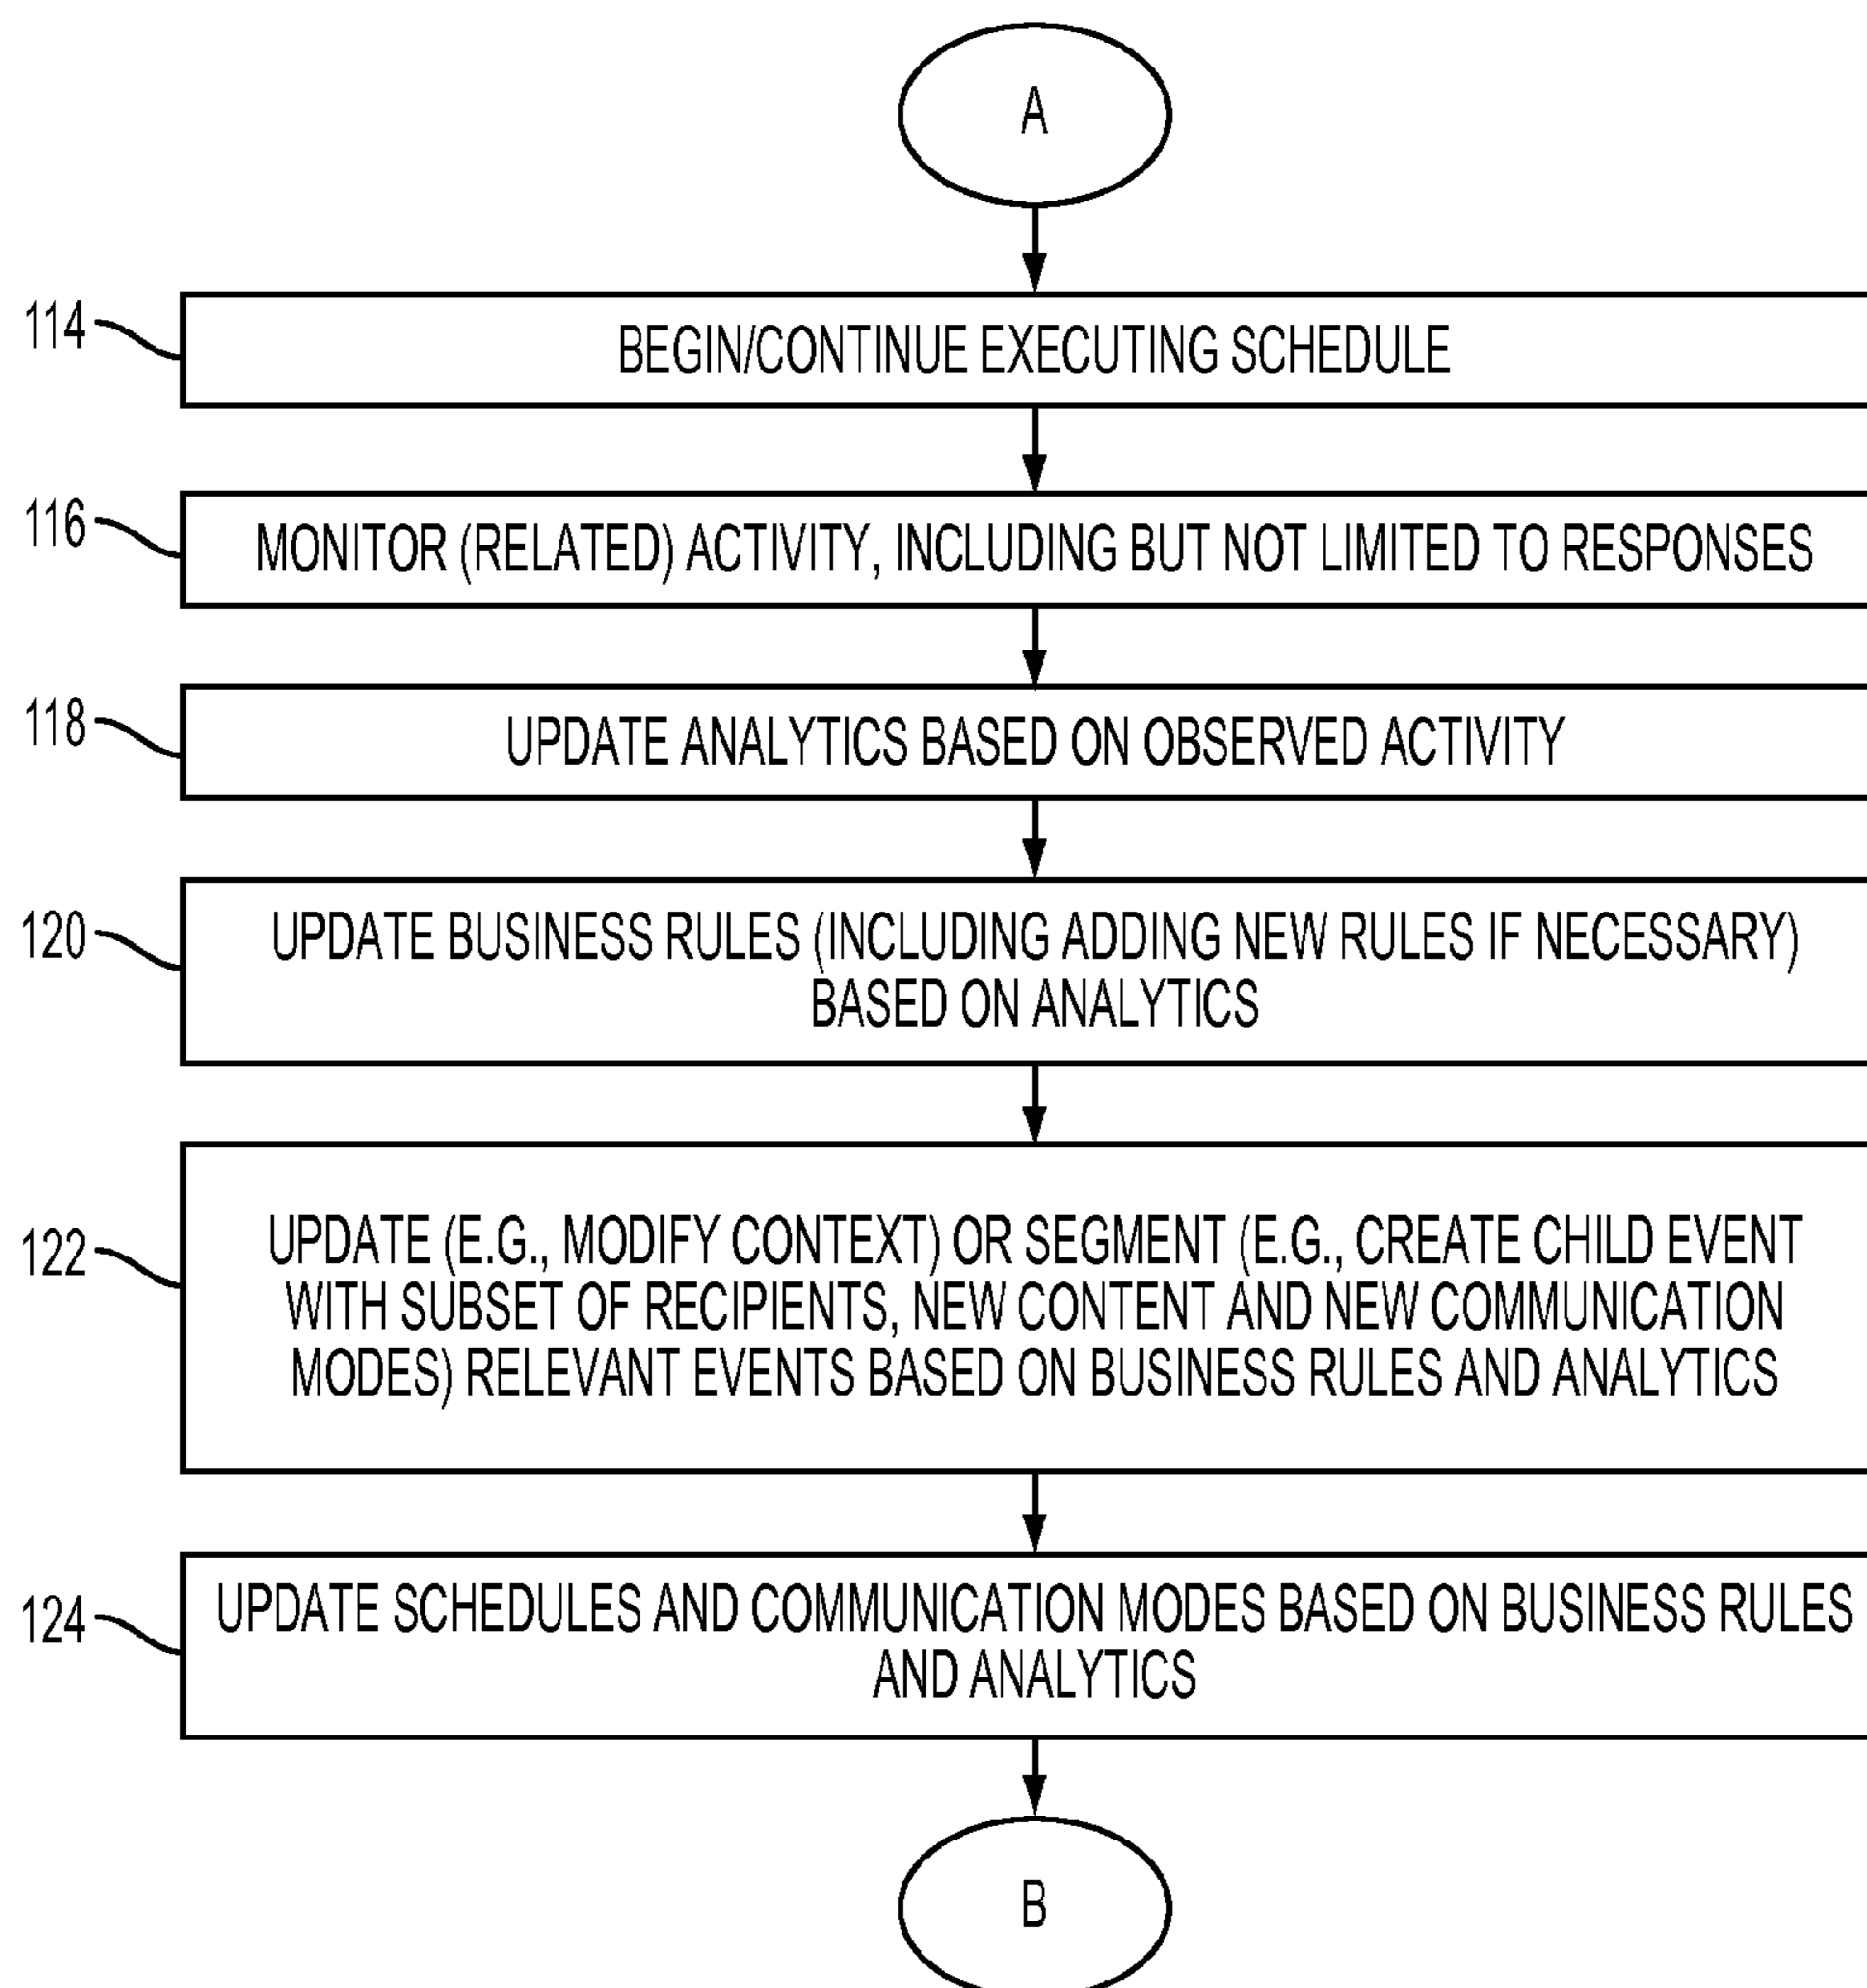 A
114
BEGIN/CONTINUE EXECUTING SCHEDULE
116
MONITOR (RELATED) ACTIVITY, INCLUDING BUT NOT LIMITED TO RESPONSES
118
UPDATE ANALYTICS BASED ON OBSERVED ACTIVITY
120
UPDATE BUSINESS RULES (INCLUDING ADDING NEW RULES IF NECESSARY)
BASED ON ANALYTICS
122
UPDATE (E.G., MODIFY CONTEXT) OR SEGMENT (E.G., CREATE CHILD EVENT
WITH SUBSET OF RECIPIENTS, NEW CONTENT AND NEW COMMUNICATION
MODES) RELEVANT EVENTS BASED ON BUSINESS RULES AND ANALYTICS
124
UPDATE SCHEDULES AND COMMUNICATION MODES BASED ON BUSINESS RULES
AND ANALYTICS
B